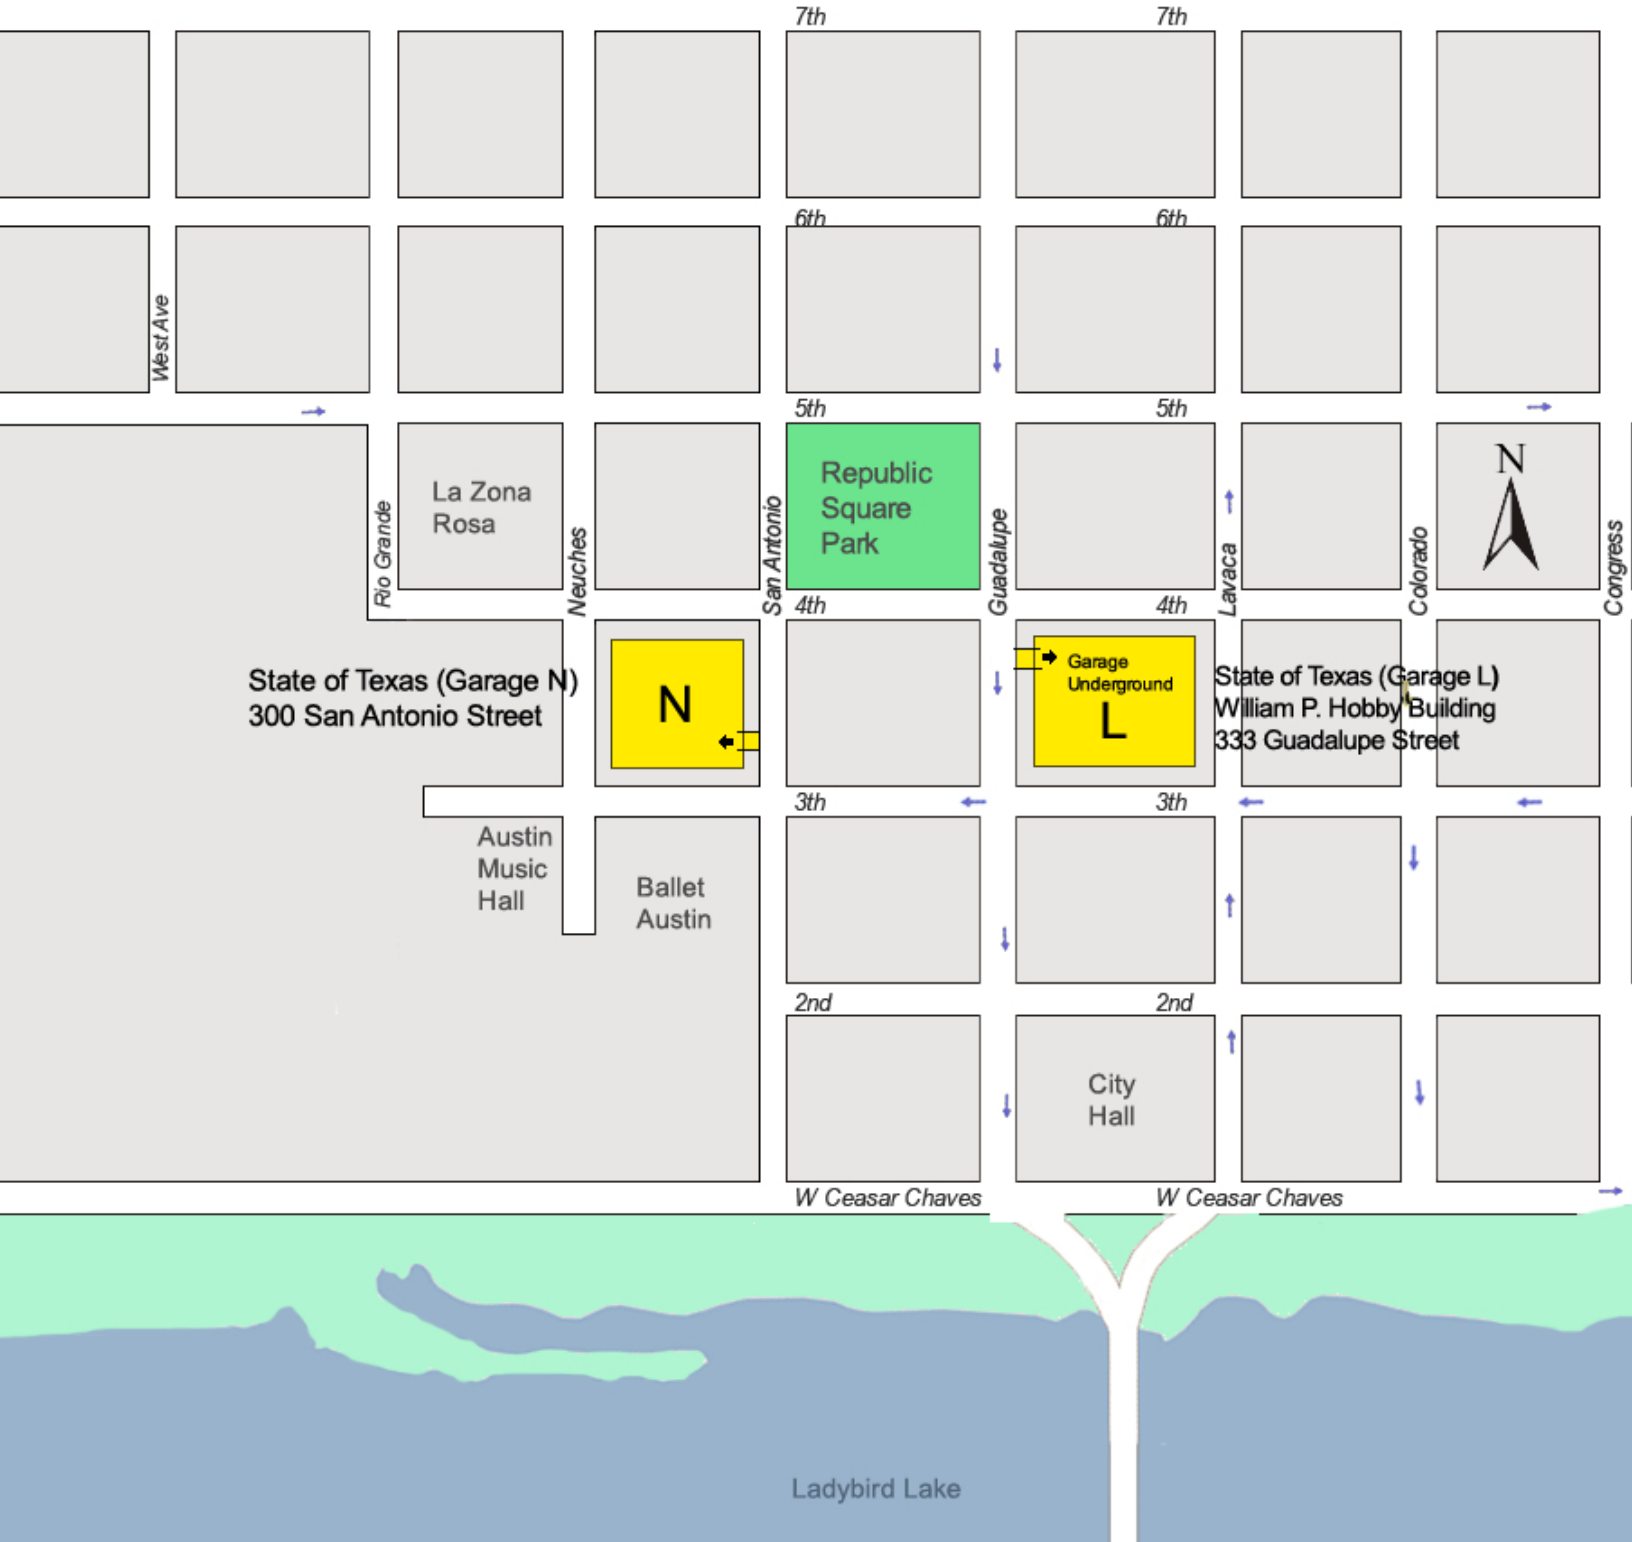 7th
7th
6th
6th
West Ave
5th
5th
La Zona
Rosa
Republic
Square
Park
N
Rio Grande
Neuches
San Antonio
Guadalupe
Lavaca
Colorado
Congress
4th
4th
State of Texas (Garage N)
300 San Antonio Street
N
Garage
Underground
L
State of Texas (Garage L)
William P. Hobby Building
333 Guadalupe Street
3th
3th
Austin
Music
Hall
Ballet
Austin
2nd
2nd
City
Hall
W Ceasar Chaves
W Ceasar Chaves
Ladybird Lake